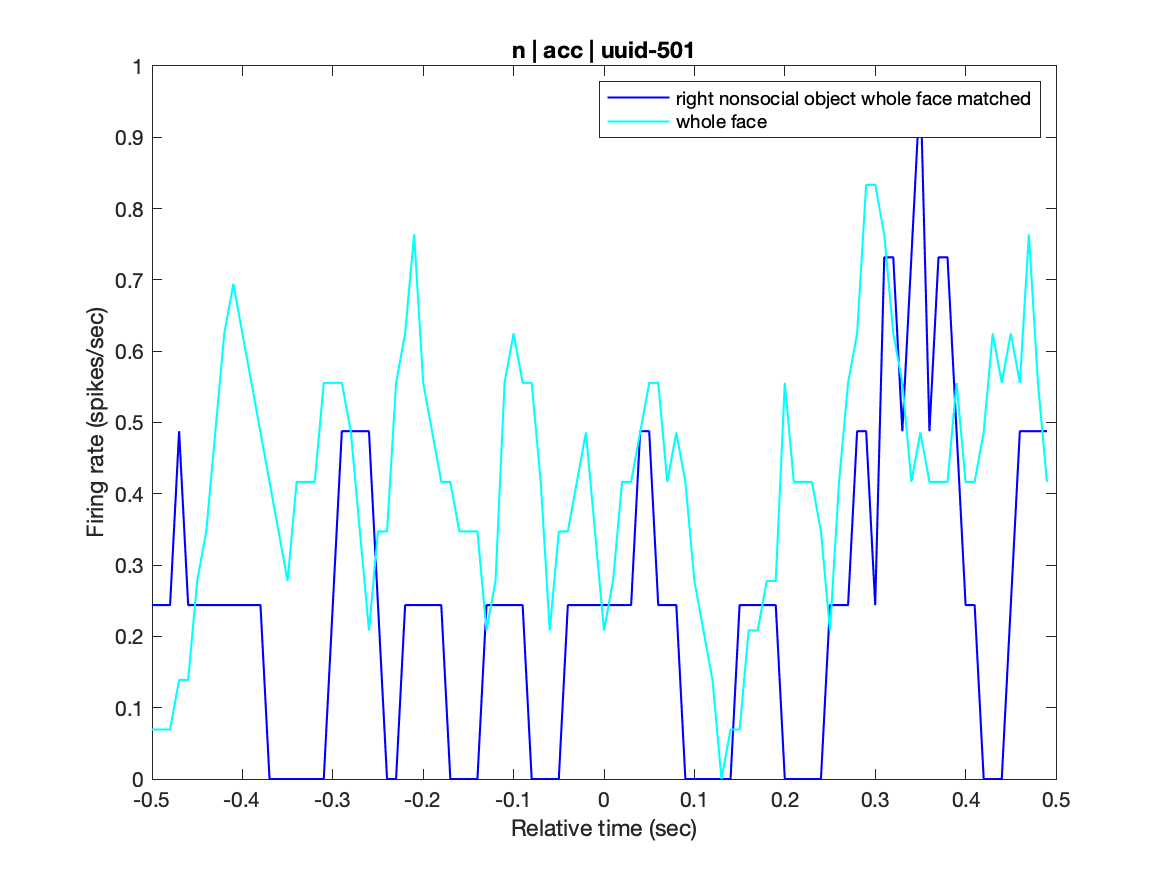 n | acc | uuid-501
right nonsocial object whole face matched
whole face
Firing rate (spikes/sec)
1
0.9
0.8
0.7
0.6
0.5
0.4
0.3
0.2
0.1
0
-0.5 -0.4 -0.3 -0.2 -0.1 0 0.1 0.2 0.3 0.4 0.5
Relative time (sec)